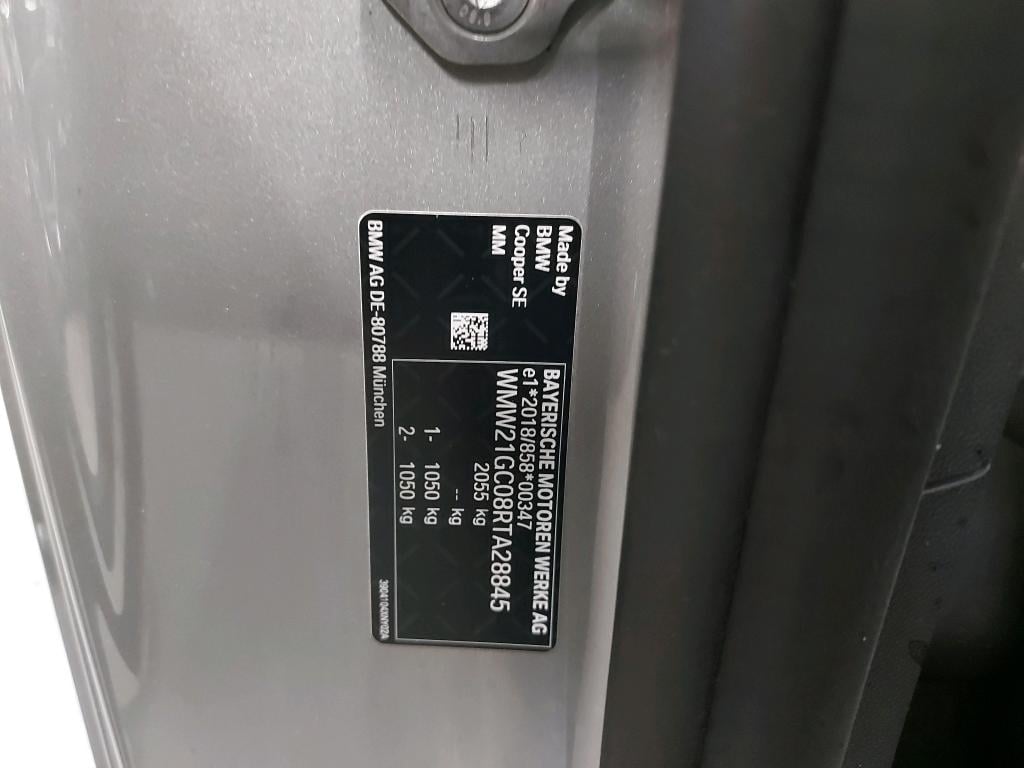 Made by
BMW
Cooper SE
MM
BAYERISCHE MOTOREN WERKE AG
e1*2018/858*00347
WMW21GC08RTA28845
2055 kg
-- kg
1- 1050 kg
2- 1050 kg
BMW AG DE-80788 München